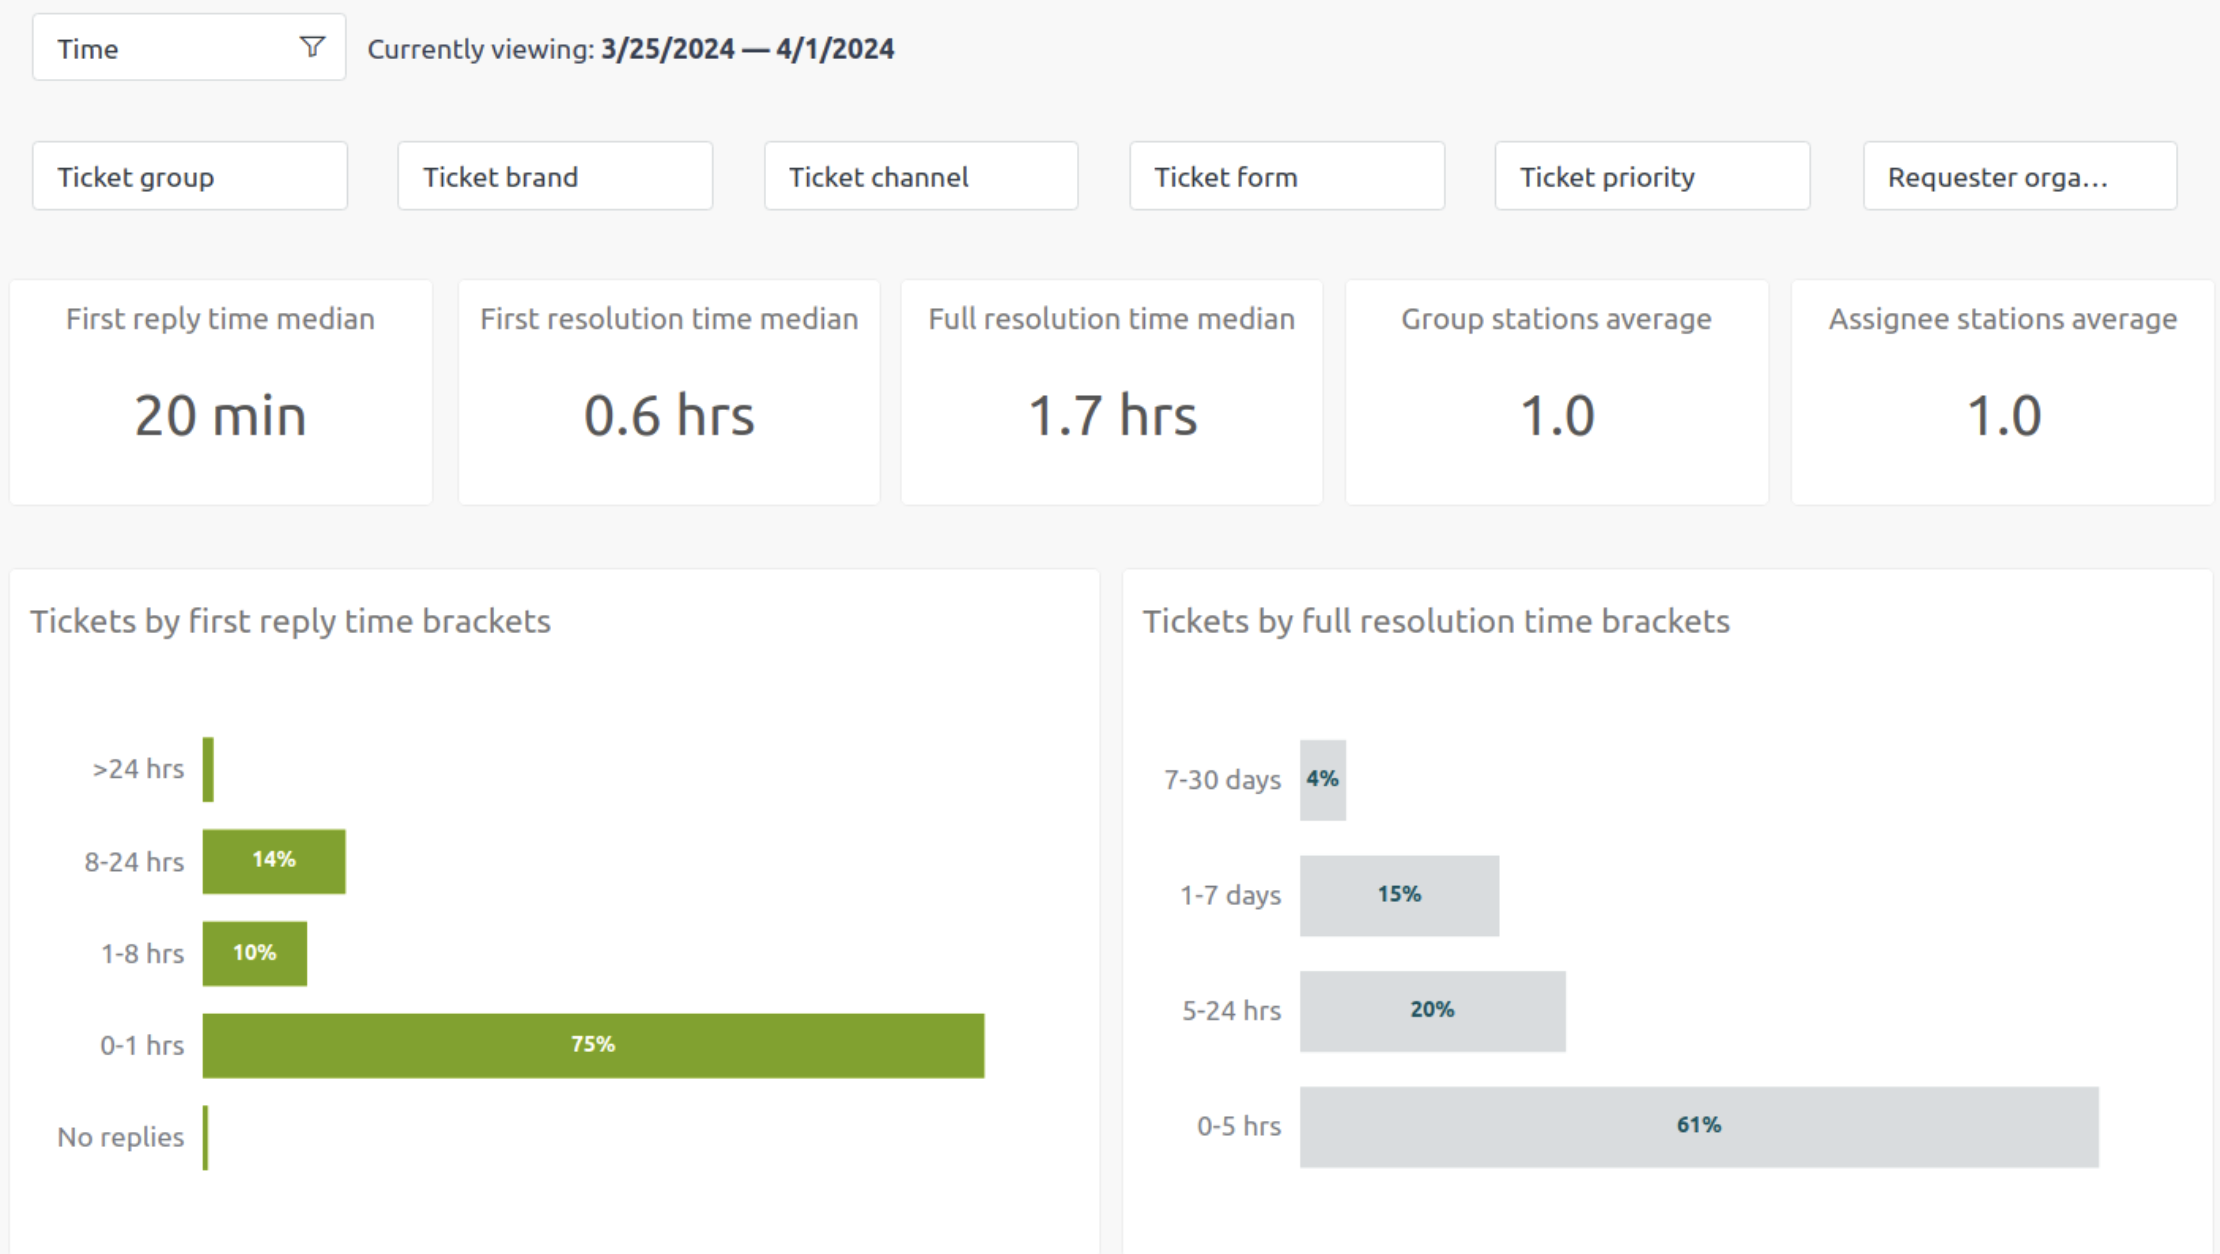 Time
Currently viewing: 3/25/2024 — 4/1/2024
Ticket group
Ticket brand
Ticket channel
Ticket form
Ticket priority
Requester orga...
First reply time median
20 min
First resolution time median
0.6 hrs
Full resolution time median
1.7 hrs
Group stations average
1.0
Assignee stations average
1.0
Tickets by first reply time brackets
>24 hrs
8-24 hrs
14%
1-8 hrs
10%
0-1 hrs
75%
No replies
Tickets by full resolution time brackets
7-30 days
4%
1-7 days
15%
5-24 hrs
20%
0-5 hrs
61%